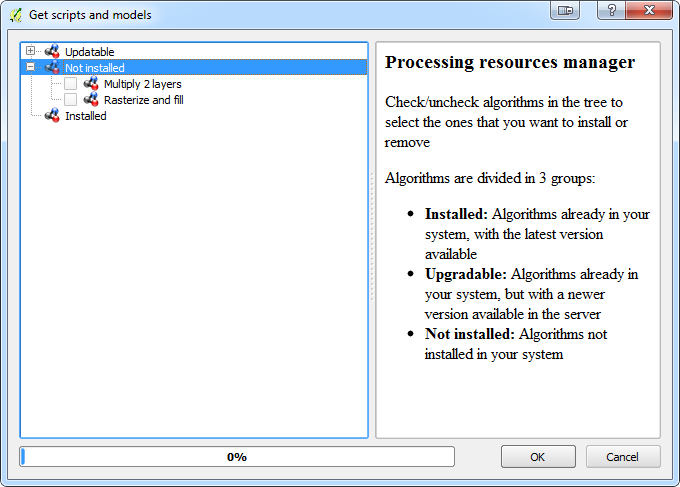 Get scripts and models
Updatable
Not installed
Multiply 2 layers
Rasterize and fill
Installed
Processing resources manager
Check/uncheck algorithms in the tree to
select the ones that you want to install or
remove
Algorithms are divided in 3 groups:
• Installed: Algorithms already in your
system, with the latest version
available
• Upgradable: Algorithms already in
your system, but with a newer
version available in the server
• Not installed: Algorithms not
installed in your system
0%
OK
Cancel